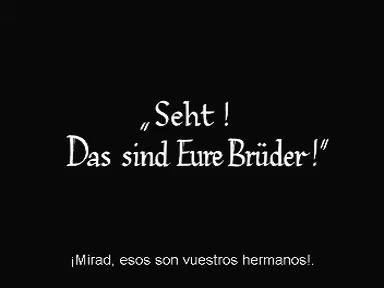 „Seht!
Das sind Eure Brüder!“
¡Mirad, esos son vuestros hermanos!.